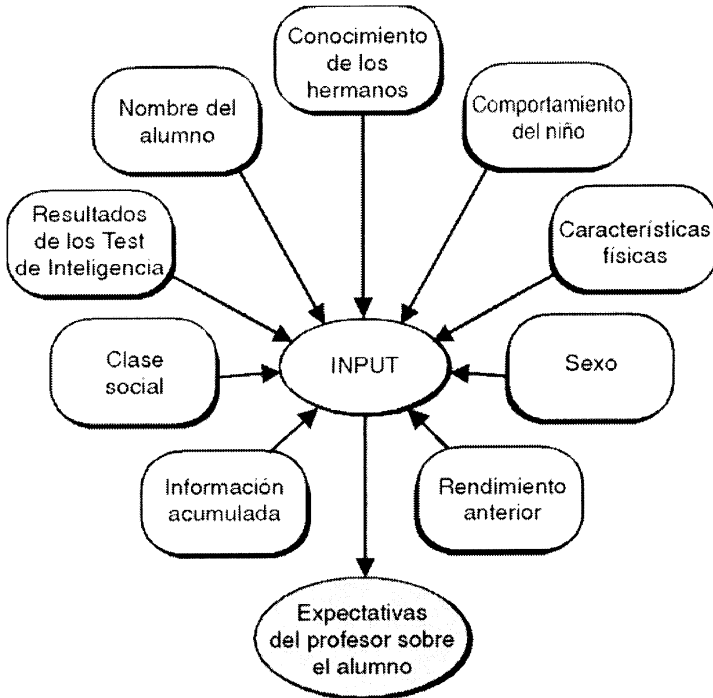 Conocimiento
de los
hermanos
Nombre del
alumno
Comportamiento
del niño
Resultados
de los Test
de Inteligencia
Características
físicas
Clase
social
INPUT
Sexo
Información
acumulada
Rendimiento
anterior
Expectativas
del profesor sobre
el alumno